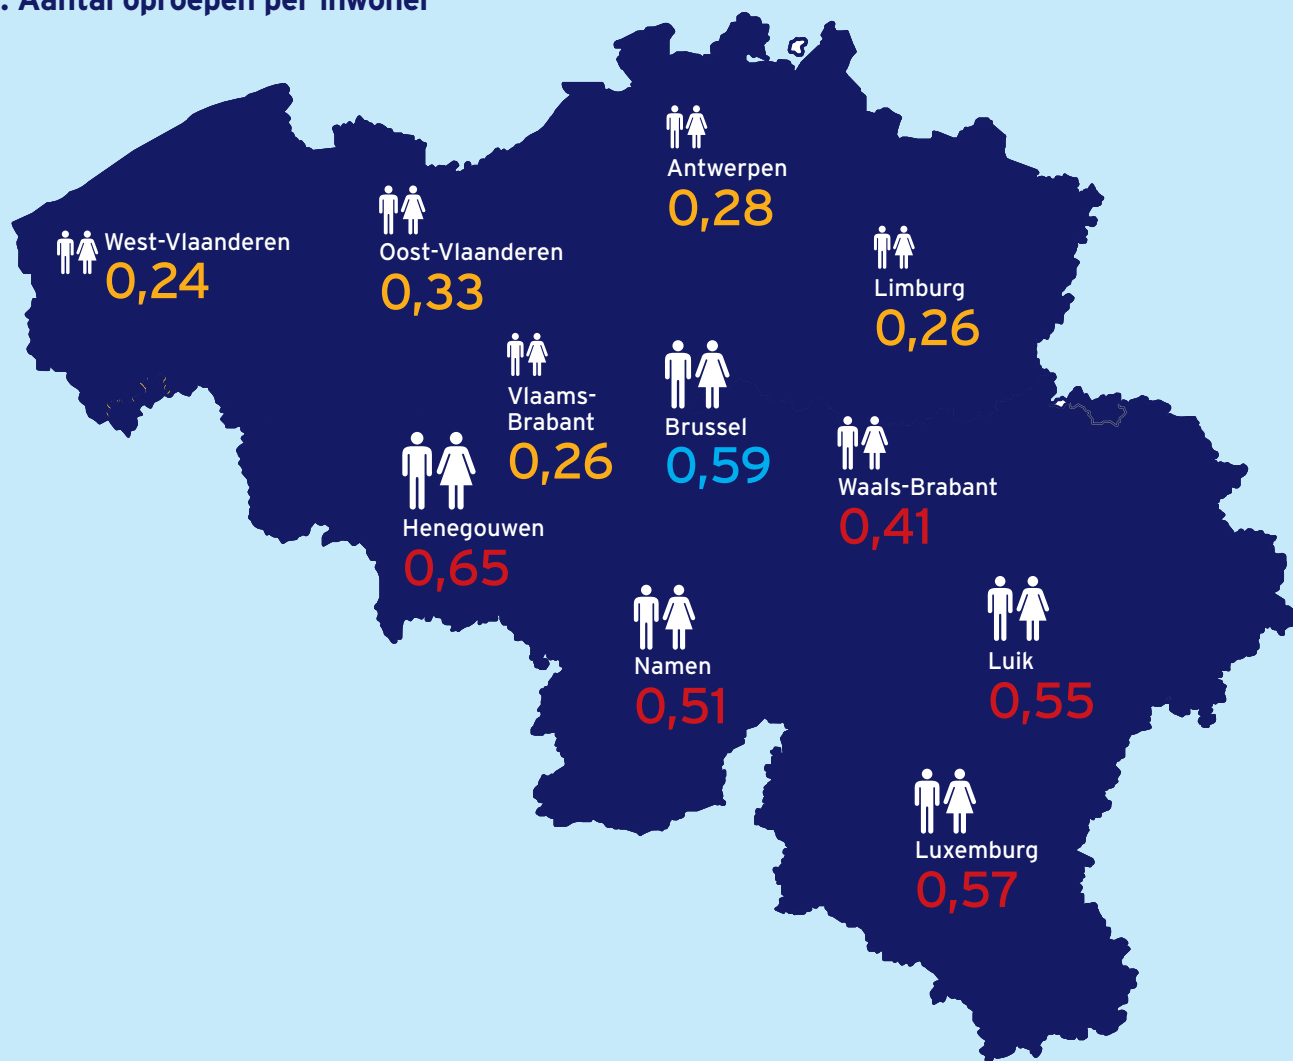 . Aantal oproepen per inwoner
Antwerpen
0,28
West-Vlaanderen
0,24
Oost-Vlaanderen
0,33
Limburg
0,26
Vlaams-
Brabant
0,26
Brussel
0,59
Waals-Brabant
0,41
Henegouwen
0,65
Namen
0,51
Luik
0,55
Luxemburg
0,57